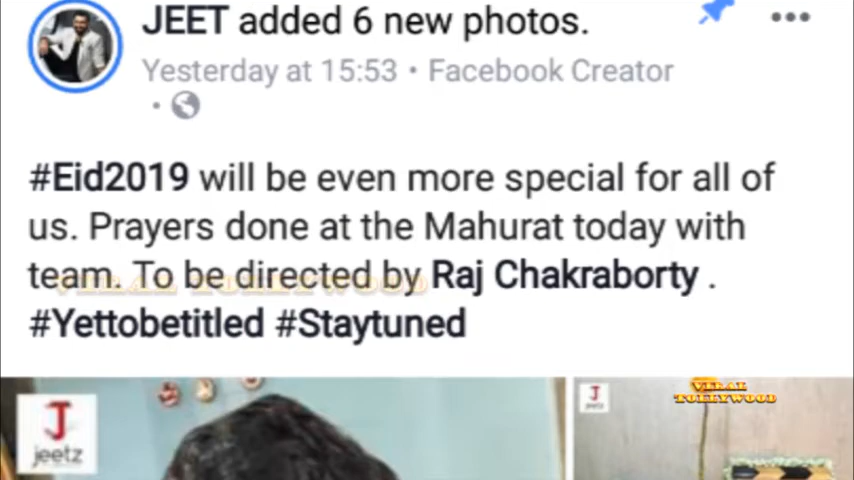 JEET added 6 new photos.
Yesterday at 15:53 • Facebook Creator
•
#Eid2019 will be even more special for all of
us. Prayers done at the Mahurat today with
team. To be directed by Raj Chakraborty .
VIRAL TOLLYWOOD
#Yettobetitled #Staytuned
J
jeetz
J
VIRAL
TOLLYWOOD